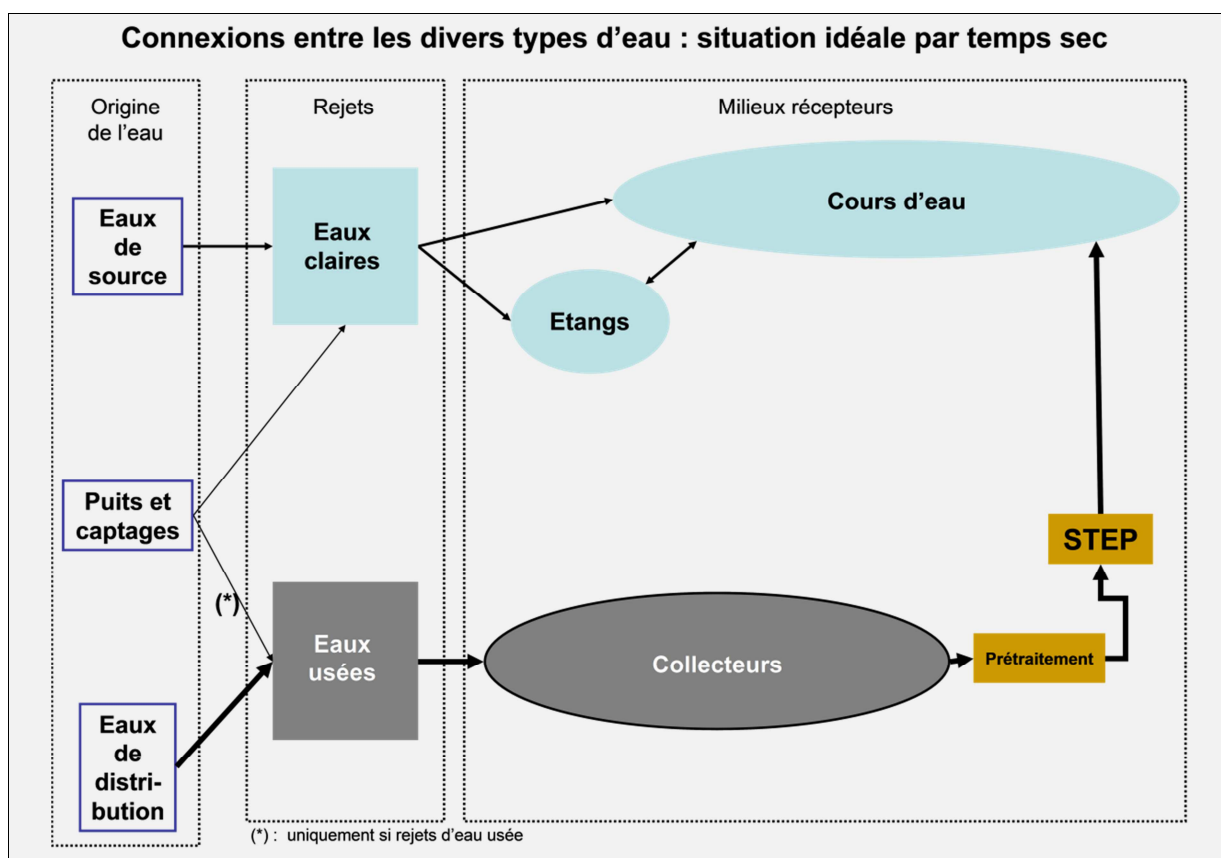 Connexions entre les divers types d’eau : situation idéale par temps sec
Origine
de l’eau
Rejets
Milieux récepteurs
Eaux
de
source
Eaux
claires
Cours d’eau
Etangs
Puits et
captages
(*)
STEP
Eaux
usées
Collecteurs
Prétraitement
Eaux
de
distri-
bution
(*) : uniquement si rejets d’eau usée